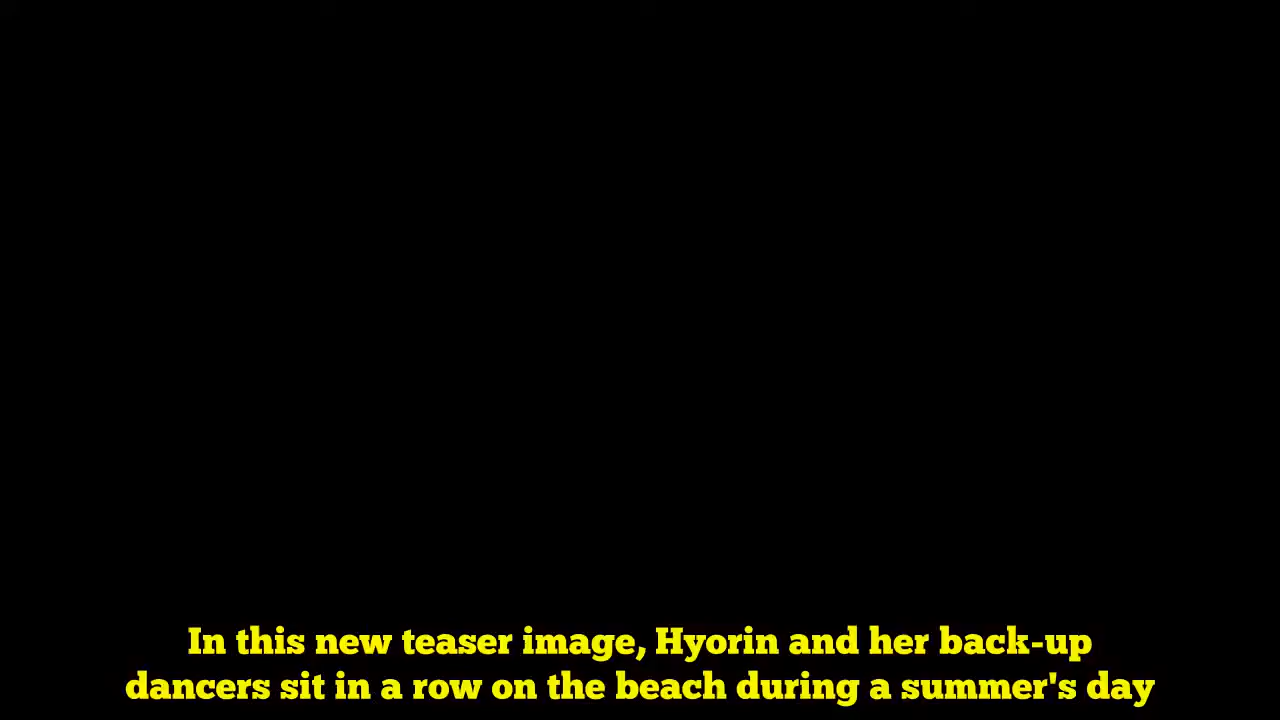 In this new teaser image, Hyorin and her back-up
dancers sit in a row on the beach during a summer's day